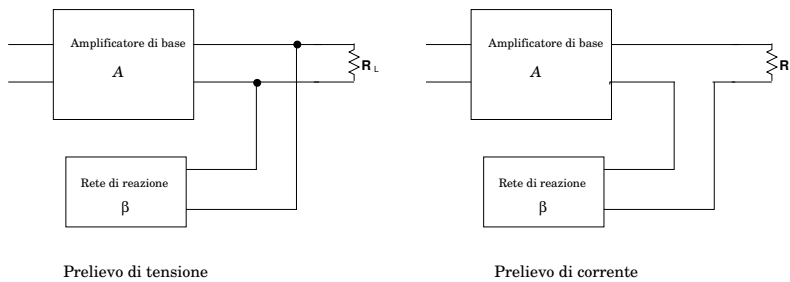 Amplificatore di base
A
R L
Rete di reazione
β
Prelievo di tensione
Amplificatore di base
A
R
Rete di reazione
β
Prelievo di corrente